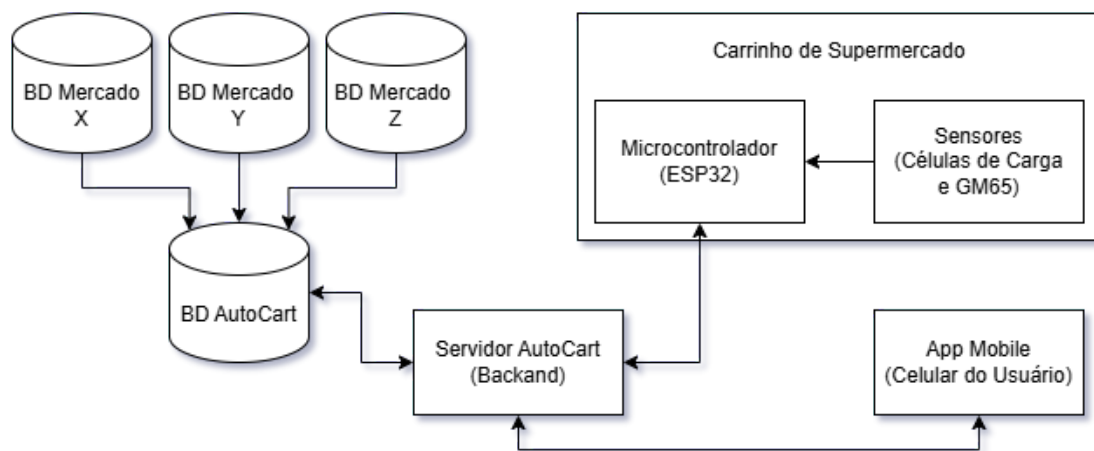 BD Mercado
X
BD Mercado
Y
BD Mercado
Z
Carrinho de Supermercado
Microcontrolador
(ESP32)
Sensores
(Células de Carga
e GM65)
BD AutoCart
Servidor AutoCart
(Backand)
App Mobile
(Celular do Usuário)